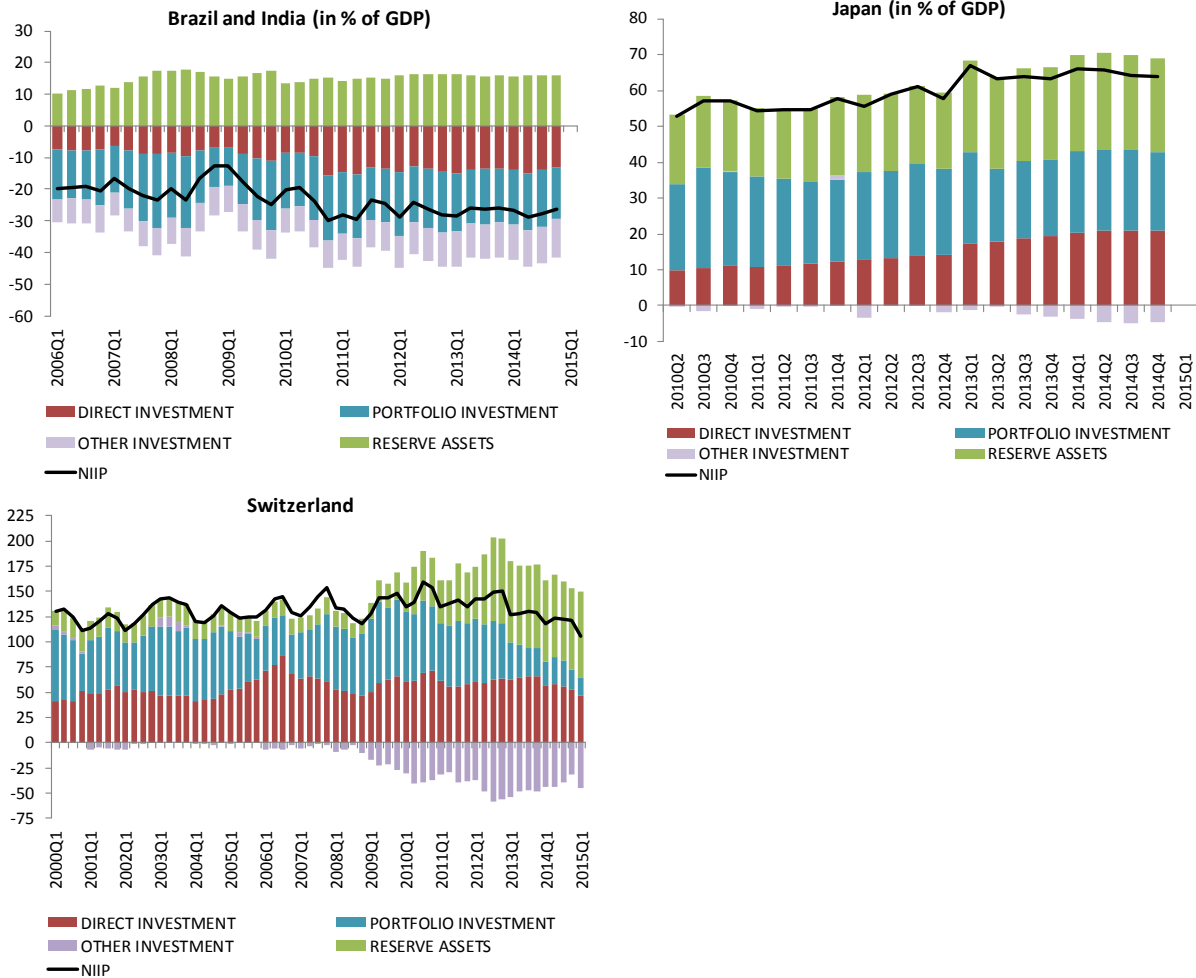 Brazil and India (in % of GDP)
30
20
10
0
-10
-20
-30
-40
-50
-60
2006Q1
2007Q1
2008Q1
2009Q1
2010Q1
2011Q1
2012Q1
2013Q1
2014Q1
2015Q1
DIRECT INVESTMENT
PORTFOLIO INVESTMENT
OTHER INVESTMENT
RESERVE ASSETS
NIIP
Japan (in % of GDP)
80
70
60
50
40
30
20
10
0
-10
2010Q2
2010Q3
2010Q4
2011Q1
2011Q2
2011Q3
2011Q4
2012Q1
2012Q2
2012Q3
2012Q4
2013Q1
2013Q2
2013Q3
2013Q4
2014Q1
2014Q2
2014Q3
2014Q4
2015Q1
DIRECT INVESTMENT
PORTFOLIO INVESTMENT
OTHER INVESTMENT
RESERVE ASSETS
NIIP
Switzerland
225
200
175
150
125
100
75
50
25
0
-25
-50
-75
2000Q1
2001Q1
2002Q1
2003Q1
2004Q1
2005Q1
2006Q1
2007Q1
2008Q1
2009Q1
2010Q1
2011Q1
2012Q1
2013Q1
2014Q1
2015Q1
DIRECT INVESTMENT
PORTFOLIO INVESTMENT
OTHER INVESTMENT
RESERVE ASSETS
NIIP